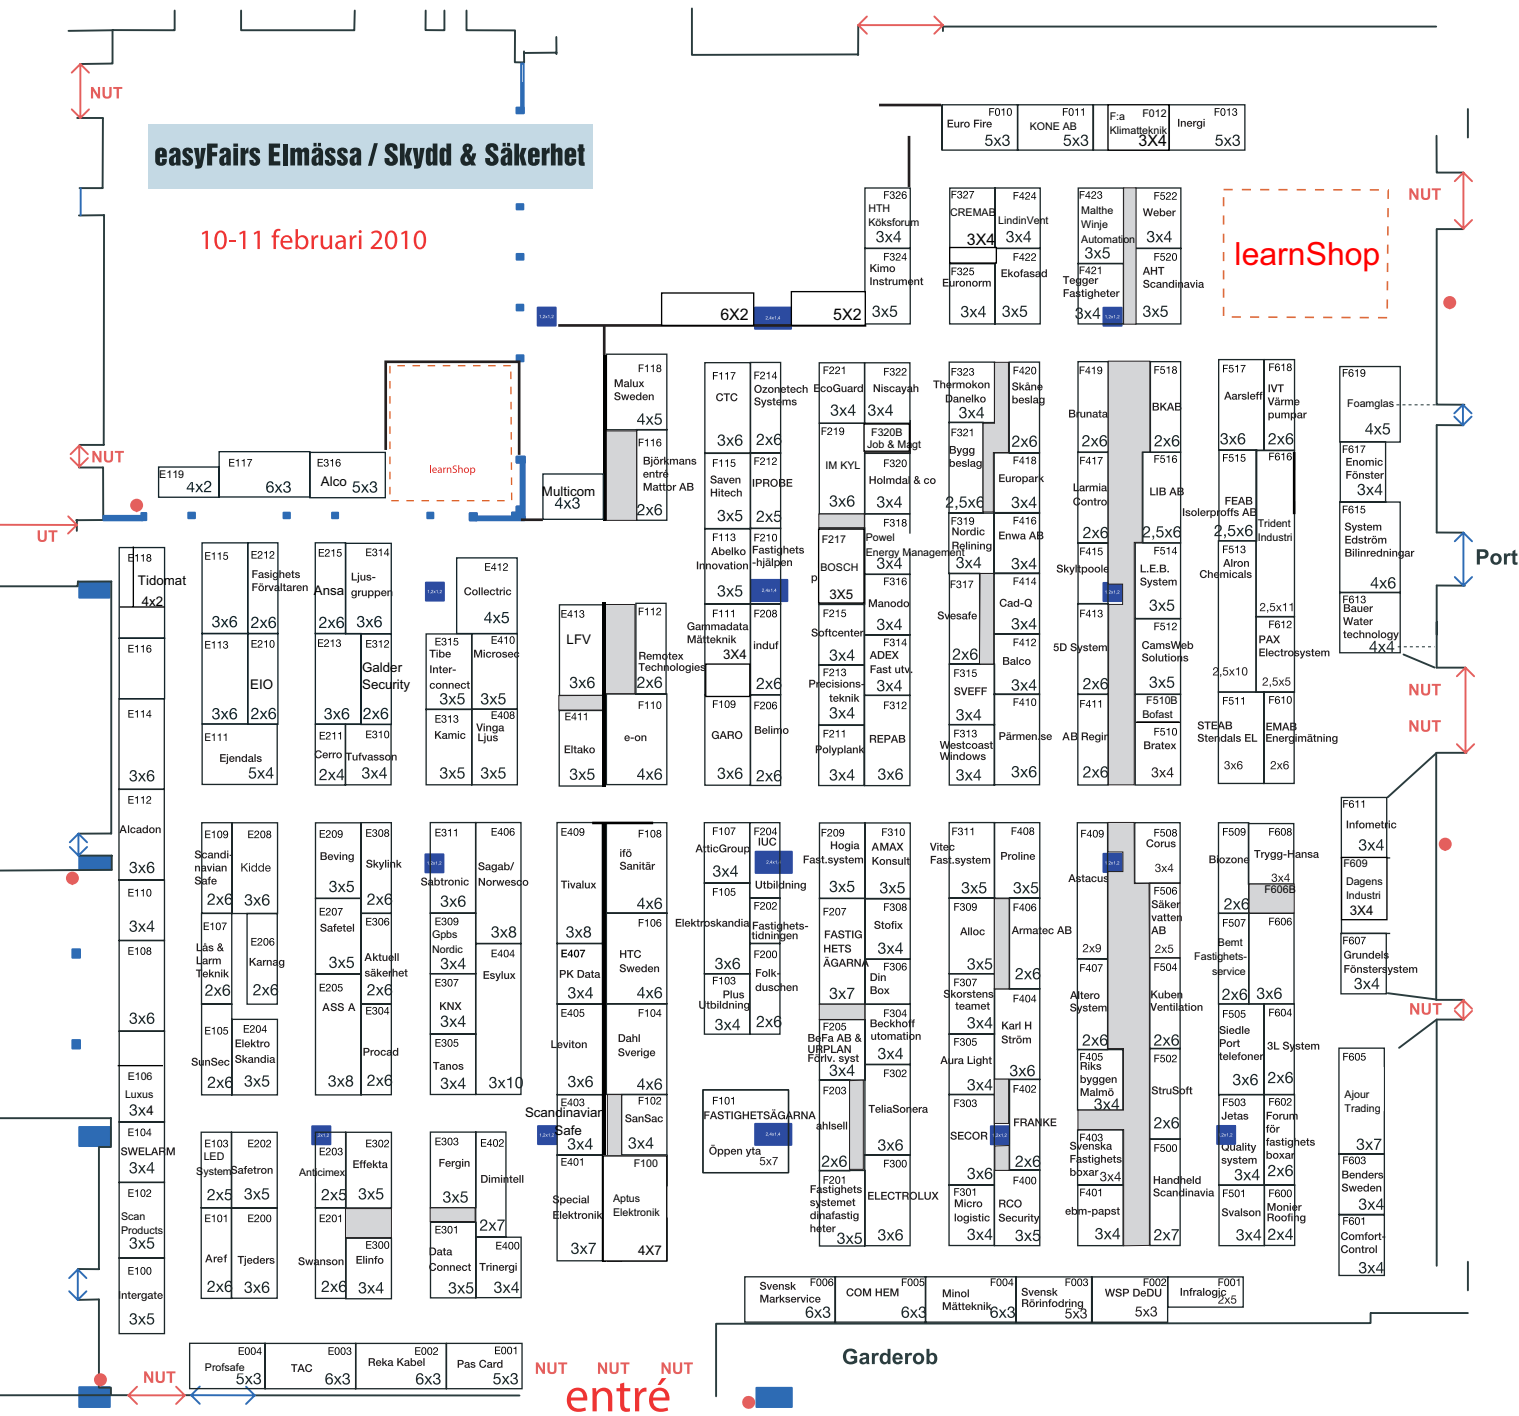 NUT
easyFairs Elmässa / Skydd & Säkerhet
10-11 februari 2010
F010
Euro Fire
5x3
F011
KONE AB
5x3
F:a F012
Klimatteknik
3X4
F013
Inergi
5x3
NUT
learnShop
F326
HTH
Köksforum
3x4
F324
Kimo
Instrument
3x5
F327
CREMAB
3X4
F325
Euronorm
3x4
F424
LindinVent
3x4
F422
Ekofasad
3x5
F423
Malthe
Winje
Automation
3x5
F421
Tegger
Fastigheter
3x4
F522
Weber
3x4
F520
AHT
Scandinavia
3x5
6X2
5X2
F118
Malux
Sweden
4x5
F116
Björkmans
entré
Mattor AB
2x6
Multicom
4x3
learnShop
NUT
E119
4x2
E117
6x3
E316
Alco 5x3
UT
F117
CTC
3x6
F214
Ozonetech
Systems
2x6
F115
Saven
Hitech
3x5
F212
IPROBE
2x5
F113
Abelko
Innovation
3x5
F210
Fastighets
-hjälpen
F111
Gammadata
Mätteknik
3X4
F208
induf
2x6
F109
GARO
3x6
F206
Belimo
2x6
F221
EcoGuard
3x4
F322
Niscayah
3x4
F219
IM KYL
3x6
F320B
Job & Magt
F320
Holmdal & co
3x4
F318
Powel
Energy Management
3x4
F217
BOSCH
p
3X5
F316
Manodo
3x4
F215
Softcenter
3x4
F314
ADEX
Fast utv.
3x4
F213
Precisions-
teknik
3x4
F312
REPAB
3x6
F211
Polyplank
3x4
F323
Thermokon
Danelko
3x4
F420
Skåne
beslag
2x6
F321
Bygg
beslag
2,5x6
F418
Europark
3x4
F319
Nordic
Relining
3x4
F416
Enwa AB
3x4
F317
Svesafe
2x6
F414
Cad-Q
3x4
F412
Balco
3x4
F315
SVEFF
3x4
F410
Pärmen.se
3x6
F313
Westcoast
Windows
3x4
F419
Brunata
2x6
F518
BKAB
2x6
F417
Larmia
Control
2x6
F516
LIB AB
2,5x6
F415
Skyltpoolen
F514
L.E.B.
System
3x5
F413
5D System
2x6
F512
CamsWeb
Solutions
3x5
F411
AB Regin
2x6
F510B
Bofast
F510
Bratex
3x4
F517
Aarsleff
3x6
F618
IVT
Värme
pumpar
2x6
F515
FEAB
Isolerproffs AB
2,5x6
F616
Trident
Industri
2,5x11
F513
Alron
Chemicals
2,5x10
F612
PAX
Electrosystem
2,5x5
F511
STEAB
Stendals EL
3x6
F610
EMAB
Energimätning
2x6
F619
Foamglas
4x5
F617
Enomic
Fönster
3x4
F615
System
Edström
Bilinredningar
4x6
F613
Bauer
Water
technology
4x4
Port
NUT
NUT
E118
Tidomat
4x2
E116
E114
3x6
E112
Alcadon
3x6
E110
3x4
E108
3x6
E106
Luxus
3x4
E104
SWELARM
3x4
E102
Scan
Products
3x5
E100
Intergate
3x5
E115
3x6
E212
Fasighets
Förvaltaren
2x6
E113
3x6
E210
EIO
2x6
E111
Ejendals
5x4
E215
Ansa
2x6
E314
Ljus-
gruppen
3x6
E213
3x6
E312
Galder
Security
2x6
E211
Cerro
2x4
E310
Tufvasson
3x4
E412
Collectric
4x5
E315
Tibe
Inter-
connect
3x5
E410
Microsec
3x5
E313
Kamic
3x5
E408
Vinga
Ljus
3x5
E413
LFV
3x6
E411
Eltako
3x5
F112
Remotex
Technologies
2x6
F110
e-on
4x6
E109
Scandi-
navian
Safe
2x6
E208
Kidde
3x6
E107
Lås &
Larm
Teknik
2x6
E206
Karnag
2x6
E105
SunSec
2x6
E204
Elektro
Skandia
3x5
E209
Beving
3x5
E308
Skylink
2x6
E207
Safetel
3x5
E306
Aktuell
säkerhet
2x6
E205
ASS A
3x8
E304
Procad
2x6
E311
Sabtronic
3x6
E406
Sagab/
Norwesco
3x8
E309
Gpbs
Nordic
3x4
E404
Esylux
3x10
E307
KNX
3x4
E305
Tanos
3x4
E409
Tivalux
3x8
E407
PK Data
3x4
E405
Leviton
3x6
E403
Scandinavian
Safe
3x4
E401
Special
Elektronik
3x7
F108
ifö
Sanitär
4x6
F106
HTC
Sweden
4x6
F104
Dahl
Sverige
4x6
F102
SanSac
3x4
F100
Aptus
Elektronik
4X7
F107
ArticGroup
3x4
F204
IUC
Utbildning
F105
Elektroskandia
3x6
F202
Fastighets-
tidningen
F200
Folk-
duschen
2x6
F103
Plus
Utbildning
3x4
F101
FASTIGHETSÄGARNA
Öppen yta
5x7
F209
Hogia
Fast.system
3x5
F310
AMAX
Konsult
3x5
F207
FASTIG
HETS
ÄGARNA
3x7
F308
Stofix
3x4
F306
Din
Box
F304
Beckhoff
utomation
3x4
F205
BeFa AB &
URPLAN
Förlv. syst
3x4
F302
TeliaSonera
3x6
F203
ahlsell
2x6
F300
ELECTROLUX
3x6
F201
Fastighets
systemet
dinafastig
heter
3x5
F311
Vitec
Fast.system
3x5
F408
Proline
3x5
F309
Alloc
3x5
F406
Armatec AB
2x6
F307
Skorstens
teamet
3x4
F404
Karl H
Ström
3x6
F305
Aura Light
3x4
F303
SECOR
3x6
F402
FRANKE
2x6
F301
Micro
logistic
3x4
F400
RCO
Security
3x5
F409
Astacus
2x9
F508
Corus
3x4
F506
Säker
vatten
AB
2x5
F407
Altero
System
2x6
F504
Kuben
Ventilation
2x6
F405
Riks
byggen
Malmö
3x4
F502
StruSoft
2x6
F403
Svenska
Fastighets
boxar
3x4
F500
Handheld
Scandinavia
2x7
F401
ebm-papst
3x4
F509
Biozone
2x6
F608
Trygg-Hansa
3x4
F606B
F507
Bemt
Fastighets-
service
2x6
F606
3x6
F505
Siedle
Port
telefoner
3x6
F604
3L System
2x6
F503
Jetas
Quality
system
3x4
F602
Forum
för
fastighets
boxar
2x6
F501
Svalson
3x4
F600
Monier
Roofing
2x4
F611
Infometric
3x4
F609
Dagens
Industri
3X4
F607
Grundels
Fönstersystem
3x4
NUT
F605
Ajour
Trading
3x7
F603
Benders
Sweden
3x4
F601
Comfort-
Control
3x4
E103
LED
System
2x5
E202
Safetron
3x5
E101
Aref
2x6
E200
Tjeders
3x6
E203
Anticimex
2x5
E302
Effekta
3x5
E201
Swanson
2x6
E300
Elinfo
3x4
E303
Fergin
3x5
E402
Dimintell
2x7
E301
Data
Connect
3x5
E400
Trinergi
3x4
F006
Svensk
Markservice
6x3
F005
COM HEM
6x3
F004
Minol
Mätteknik
6x3
F003
Svensk
Rörinfodring
5x3
F002
WSP DeDU
5x3
F001
Infralogic
2x5
E004
Profsafe
5x3
E003
TAC
6x3
E002
Reka Kabel
6x3
E001
Pas Card
5x3
NUT
NUT NUT NUT
entré
Garderob